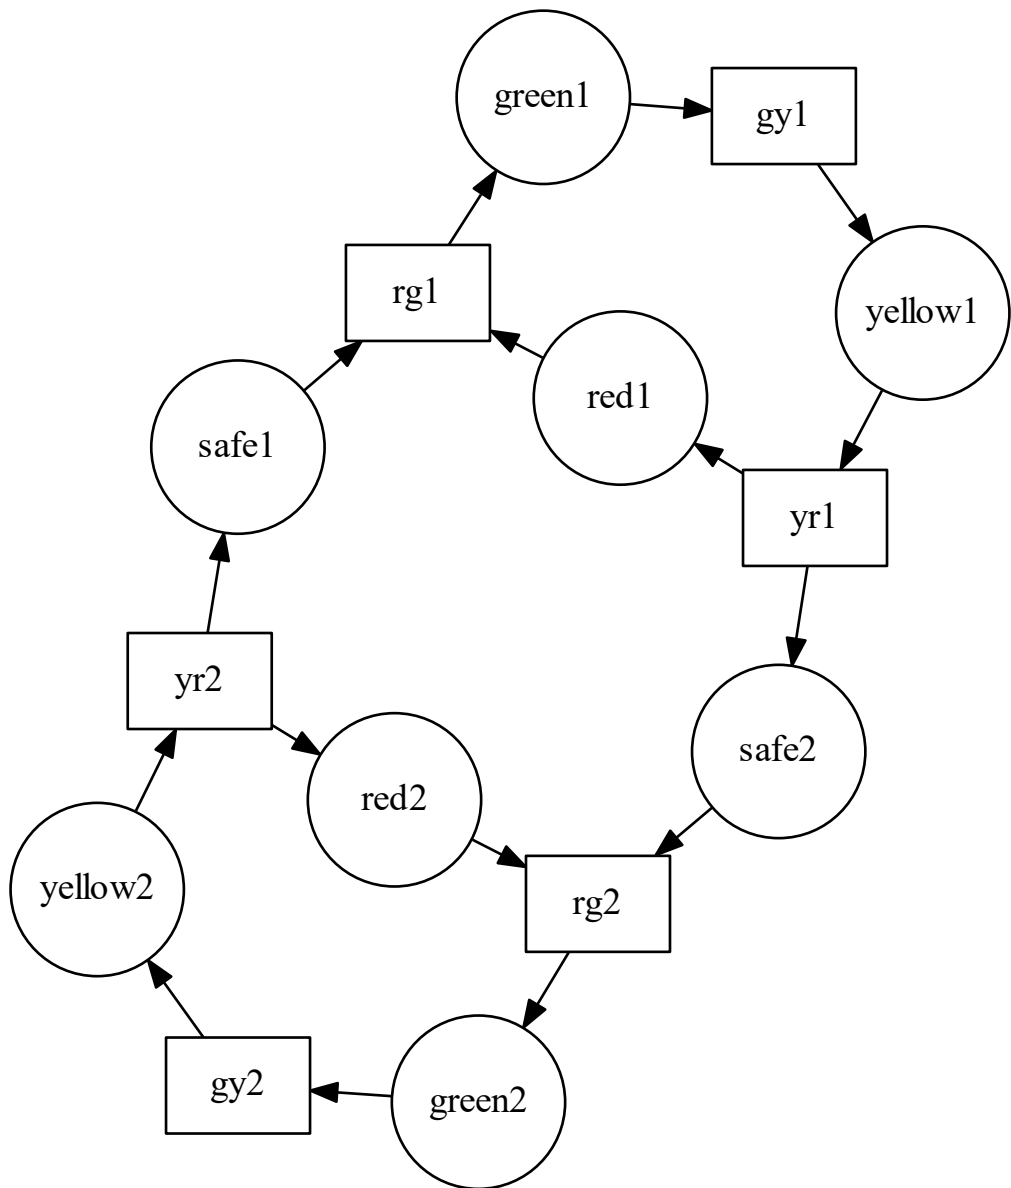 green1
gy1
rg1
yellow1
red1
safe1
yr1
yr2
safe2
red2
yellow2
rg2
gy2
green2